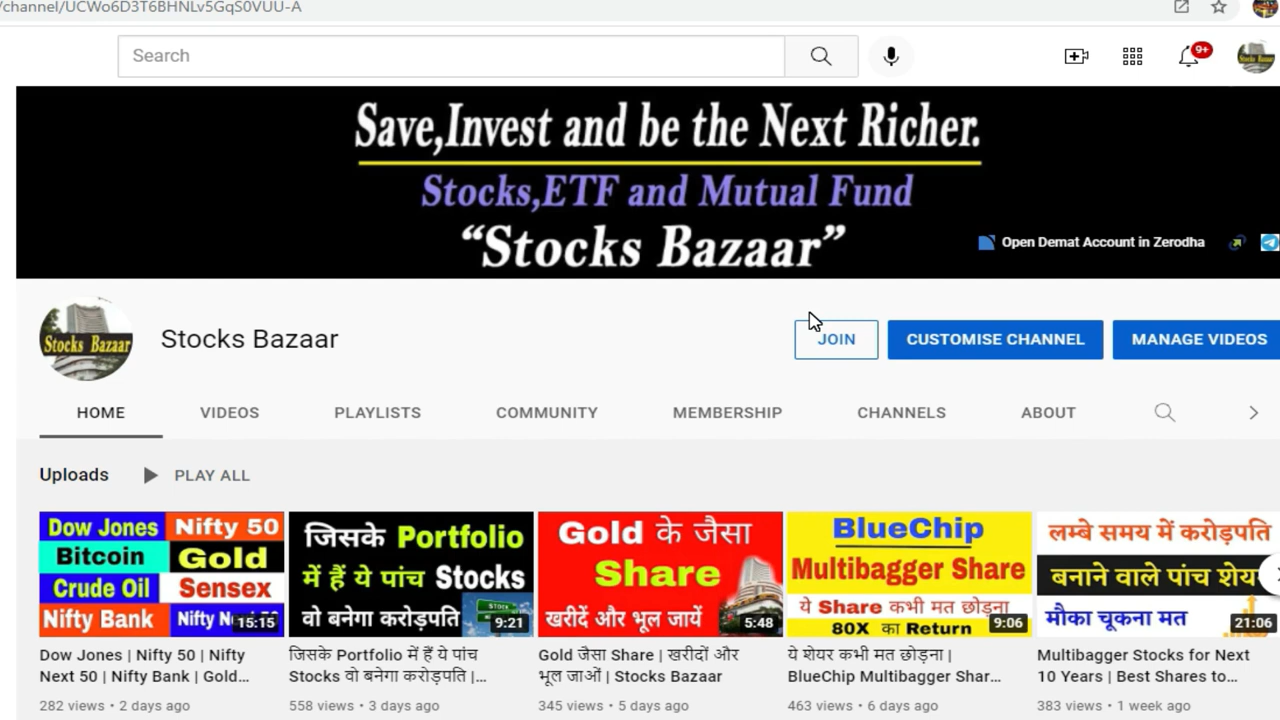 /channel/UCWo6D3T6BHNLv5GqS0VUU-A
Search
9+
Save,Invest and be the Next Richer.
Stocks,ETF and Mutual Fund
“Stocks Bazaar”
Open Demat Account in Zerodha
Stocks Bazaar
Stocks Bazaar
JOIN
CUSTOMISE CHANNEL
MANAGE VIDEOS
HOME
VIDEOS
PLAYLISTS
COMMUNITY
MEMBERSHIP
CHANNELS
ABOUT
Uploads
PLAY ALL
Dow Jones Nifty 50
Bitcoin Gold
Crude Oil Sensex
Nifty Bank Nifty
15:15
जिसके Portfolio
में हैं ये पांच Stocks
वो बनेगा करोड़पति
9:21
Gold के जैसा
Share
खरीदें और भूल जायें
5:48
BlueChip
Multibagger Share
ये Share कभी मत छोड़ना
80X का Return
9:06
लम्बे समय में करोड़पति
बनाने वाले पांच शेय
मौका चूकना मत
21:06
Dow Jones | Nifty 50 | Nifty
Next 50 | Nifty Bank | Gold...
282 views • 2 days ago
जिसके Portfolio में हैं ये पांच
Stocks वो बनेगा करोड़पति |...
558 views • 3 days ago
Gold जैसा Share | खरीदों और
भूल जाओं | Stocks Bazaar
345 views • 5 days ago
ये शेयर कभी मत छोड़ना |
BlueChip Multibagger Shar...
463 views • 6 days ago
Multibagger Stocks for Next
10 Years | Best Shares to...
383 views • 1 week ago